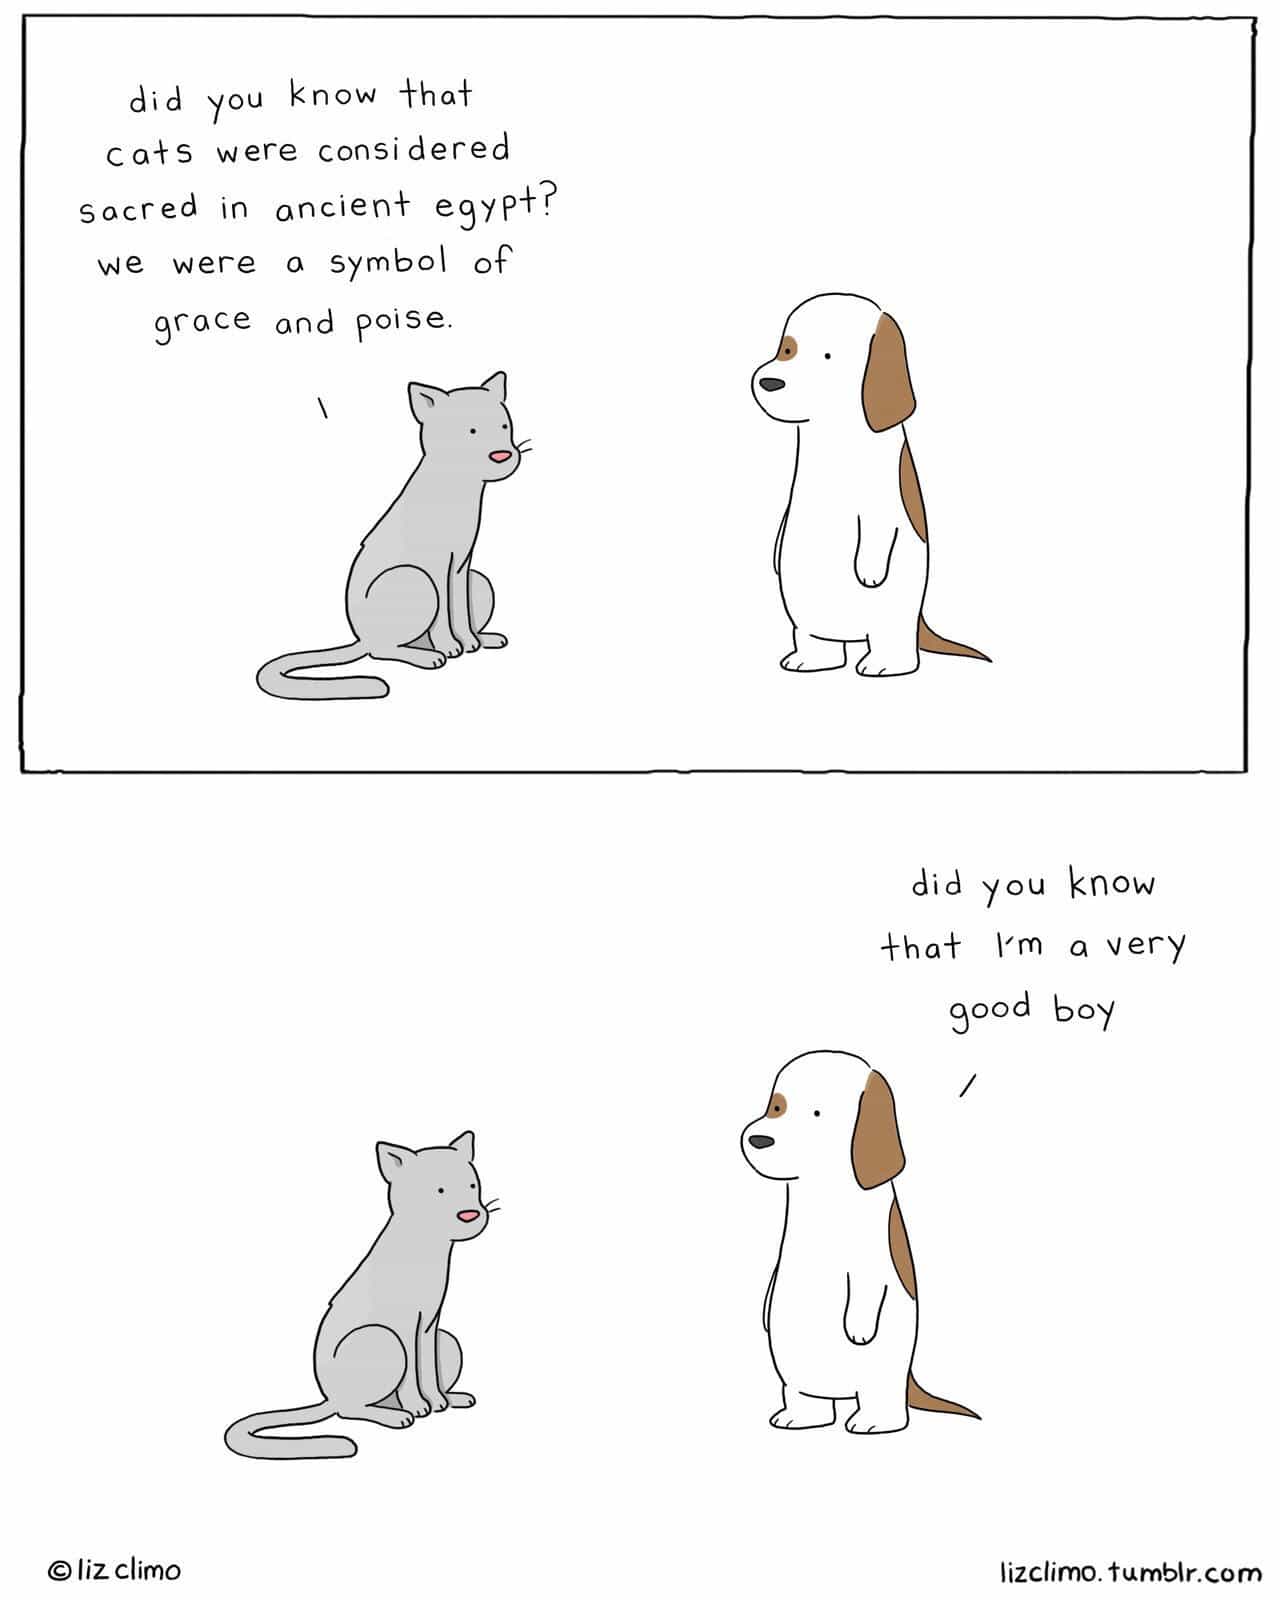 did you know that
cats were considered
sacred in ancient egypt?
we were a symbol of
grace and poise.
did you know
that I'm a very
good boy
© liz climo
lizclimo.tumblr.com